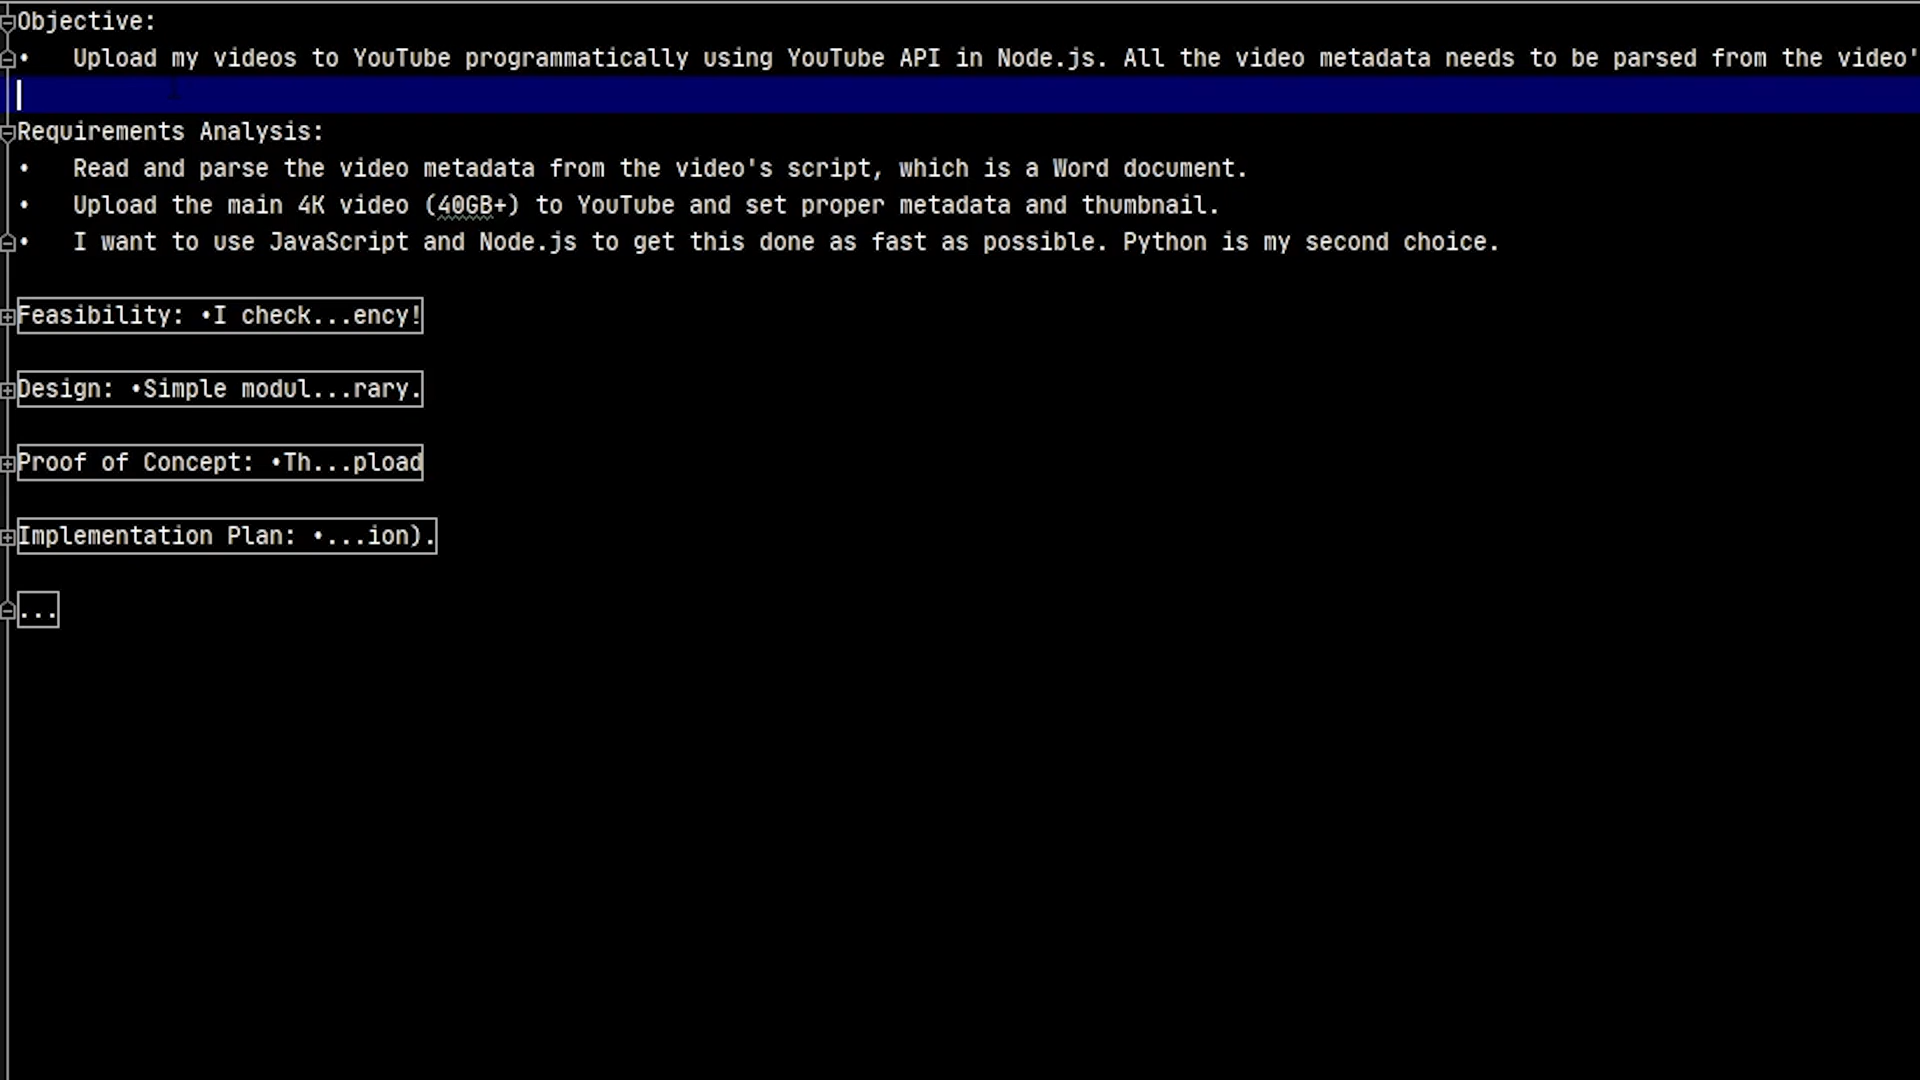 Objective:
• Upload my videos to YouTube programmatically using YouTube API in Node.js. All the video metadata needs to be parsed from the video'
Requirements Analysis:
• Read and parse the video metadata from the video's script, which is a Word document.
• Upload the main 4K video (40GB+) to YouTube and set proper metadata and thumbnail.
• I want to use JavaScript and Node.js to get this done as fast as possible. Python is my second choice.
Feasibility: •I check...ency!
Design: •Simple modul...rary.
Proof of Concept: •Th...pload
Implementation Plan: •...ion).
...